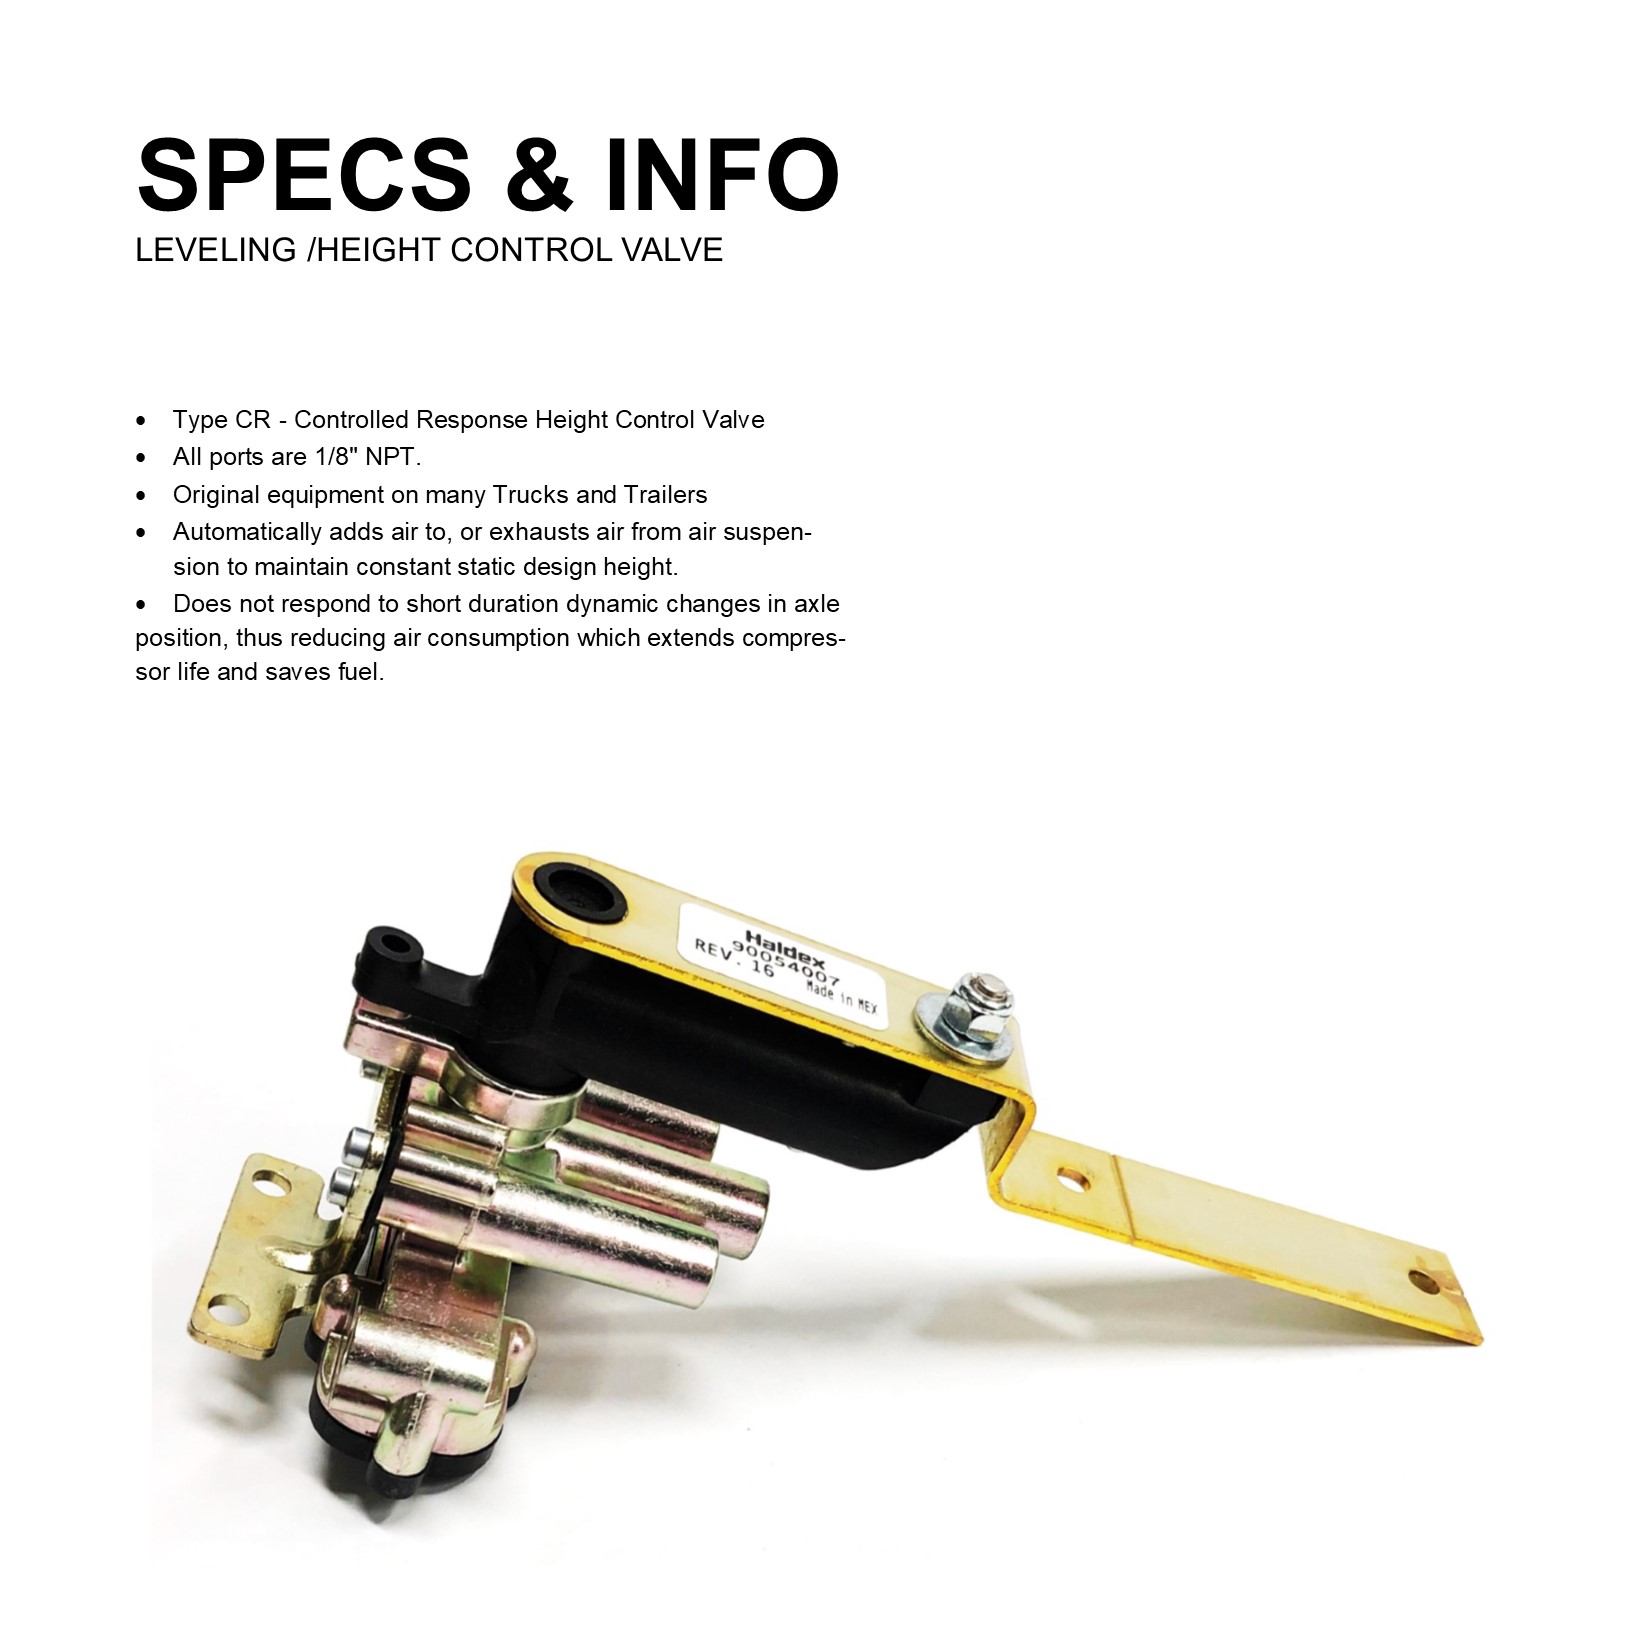 SPECS & INFO
LEVELING /HEIGHT CONTROL VALVE
• Type CR - Controlled Response Height Control Valve
• All ports are 1/8" NPT.
• Original equipment on many Trucks and Trailers
• Automatically adds air to, or exhausts air from air suspen-
sion to maintain constant static design height.
• Does not respond to short duration dynamic changes in axle
position, thus reducing air consumption which extends compres-
sor life and saves fuel.
Haldex
90054007
REV. 16
Made in MEX